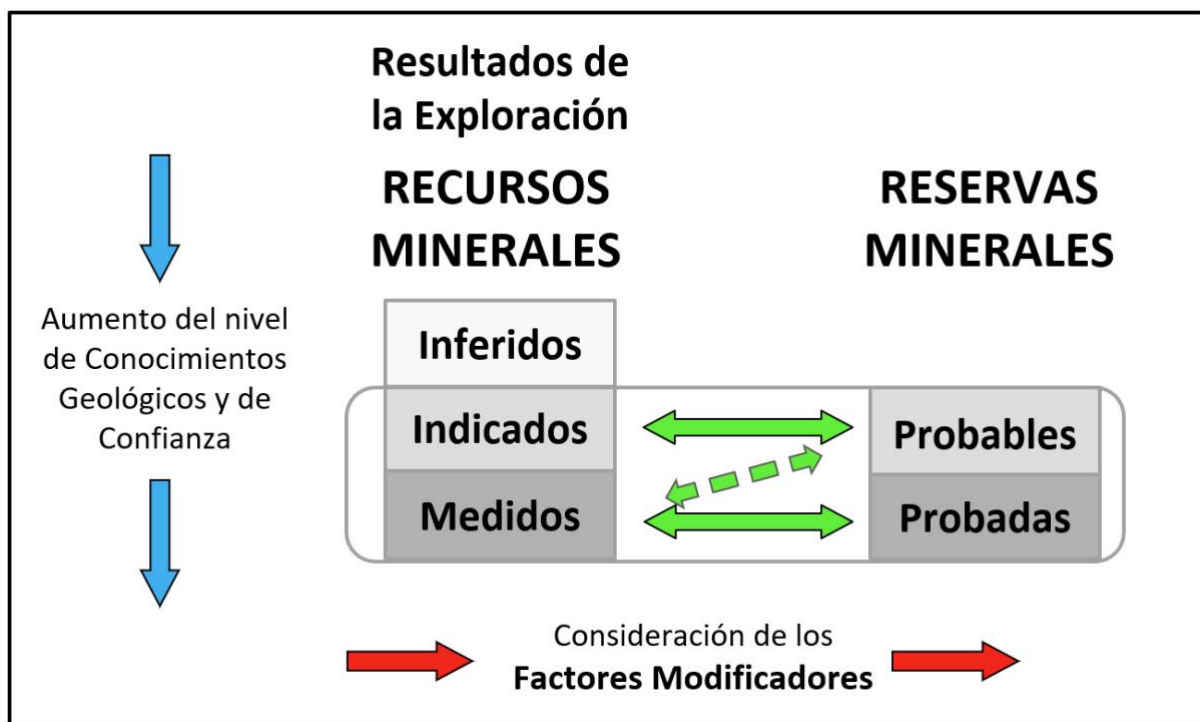 Resultados de
la Exploración
RECURSOS
MINERALES
RESERVAS
MINERALES
Aumento del nivel
de Conocimientos
Geológicos y de
Confianza
Inferidos
Indicados
Medidos
Probables
Probadas
Consideración de los
Factores Modificadores